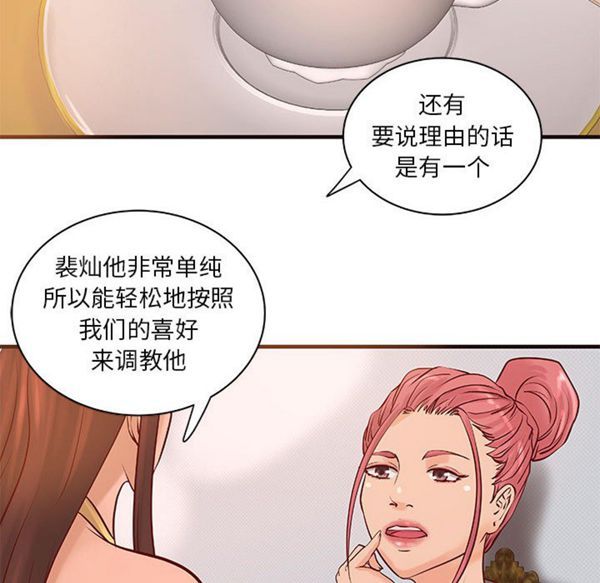 还有
要说理由的话
是有一个
裴灿他非常单纯
所以能轻松地按照
我们的喜好
来调教他